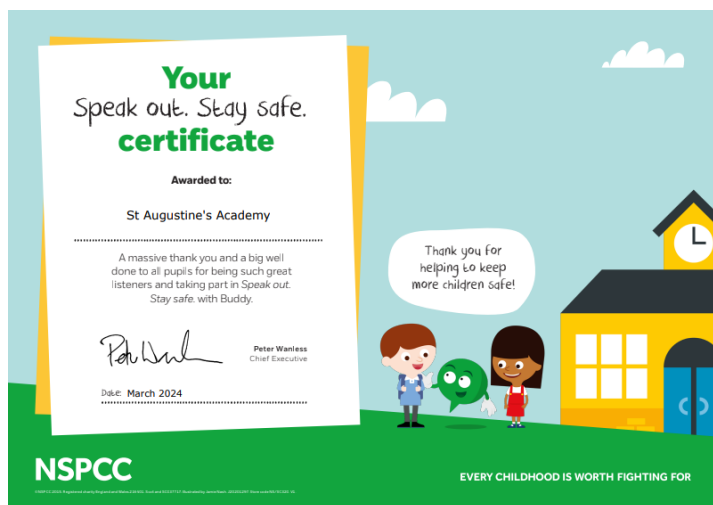 Your
Speak out. Stay safe.
certificate
Awarded to:
St Augustine's Academy
A massive thank you and a big well
done to all pupils for being such great
listeners and taking part in Speak out.
Stay safe. with Buddy.
Peter Wanless
Chief Executive
Date: March 2024
Thank you for
helping to keep
more children safe!
NSPCC
EVERY CHILDHOOD IS WORTH FIGHTING FOR